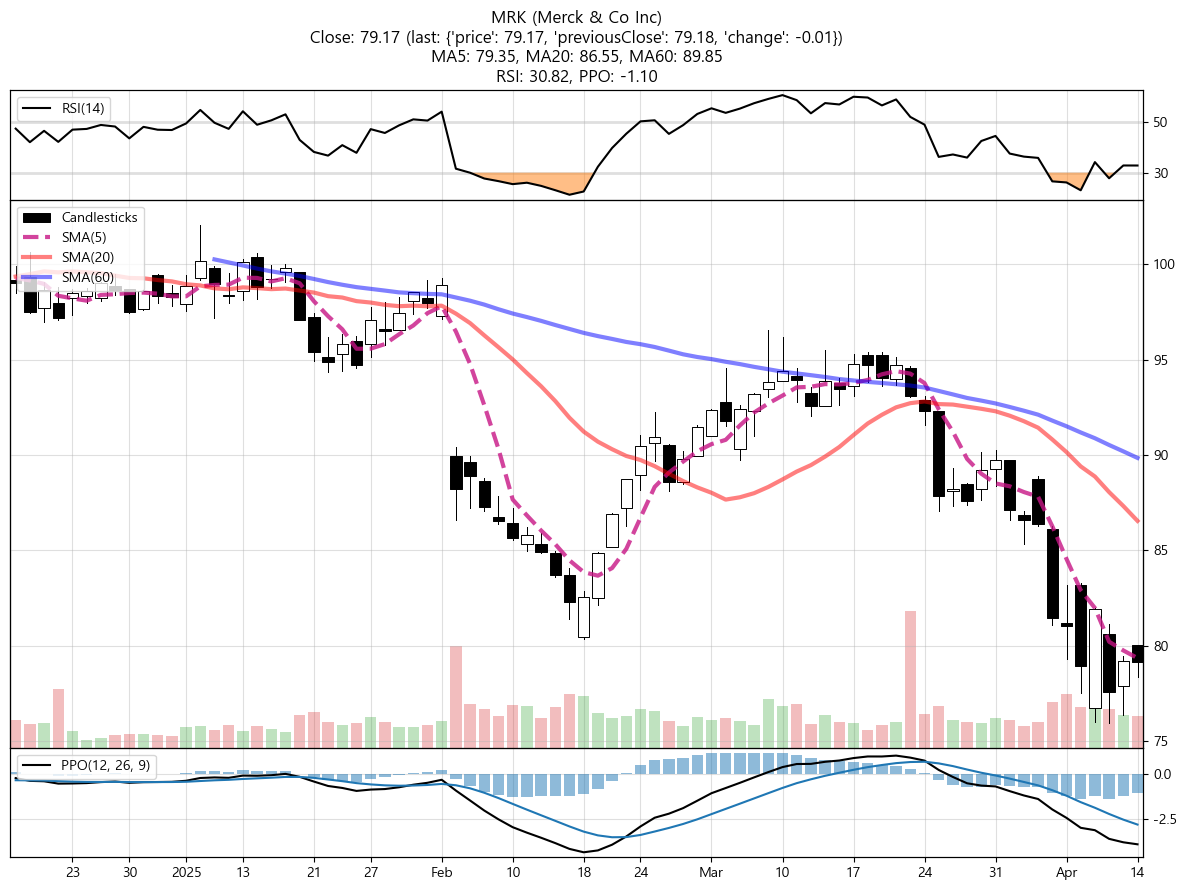 MRK (Merck & Co Inc)
Close: 79.17 (last: {'price': 79.17, 'previousClose': 79.18, 'change': -0.01})
MA5: 79.35, MA20: 86.55, MA60: 89.85
RSI: 30.82, PPO: -1.10
RSI(14)
50
30
Candlesticks
SMA(5)
SMA(20)
SMA(60)
100
95
90
85
80
75
PPO(12, 26, 9)
0.0
-2.5
23 30 2025 13 21 27 Feb 10 18 24 Mar 10 17 24 31 Apr 14